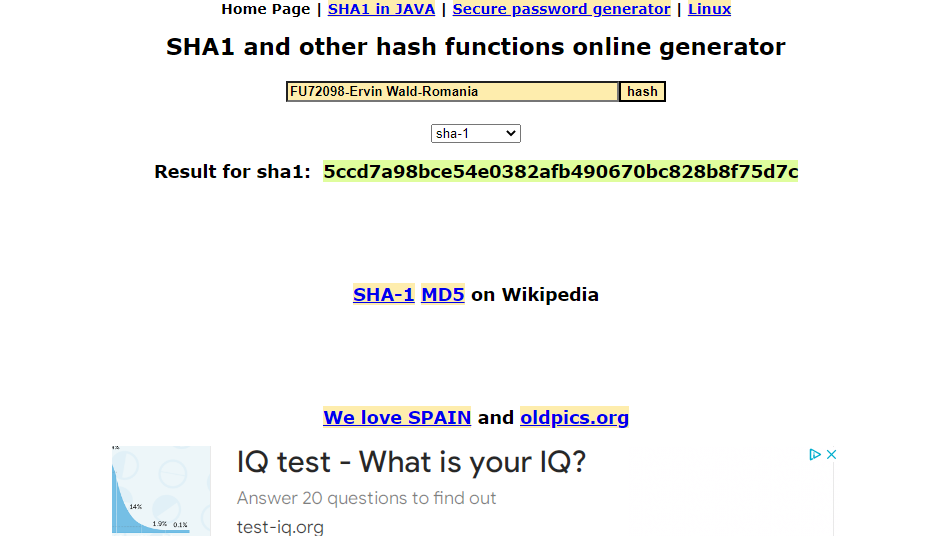 Home Page | SHA1 in JAVA | Secure password generator | Linux
SHA1 and other hash functions online generator
FU72098-Ervin Wald-Romania hash
sha-1
Result for sha1: 5ccd7a98bce54e0382afb490670bc828b8f75d7c
SHA-1 MD5 on Wikipedia
We love SPAIN and oldpics.org
IQ test - What is your IQ?
Answer 20 questions to find out
test-iq.org
14%
1.9% 0.1%